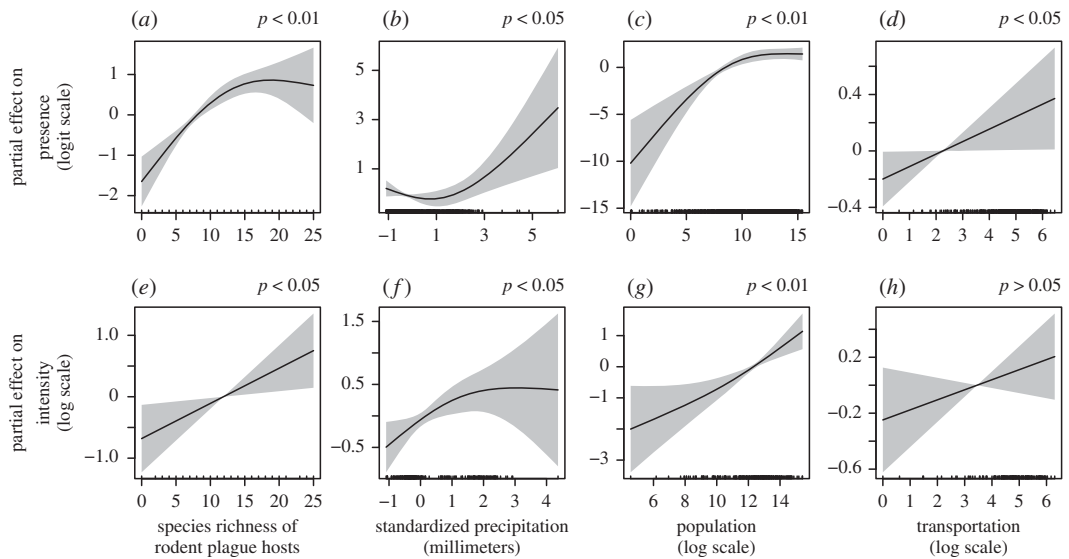 (a) p < 0.01
(b) p < 0.05
(c) p < 0.01
(d) p < 0.05
partial effect on
presence
(logit scale)
1
0
−1
−2
5
3
1
0
−5
−10
−15
0.4
0
−0.4
0 5 10 15 20 25
−1 1 3 5
0 5 10 15
0 1 2 3 4 5 6
(e) p < 0.05
(f) p < 0.05
(g) p < 0.01
(h) p > 0.05
partial effect on
intensity
(log scale)
1.0
0
−1.0
1.5
0.5
−0.5
1
0
−1
−3
0.2
−0.2
−0.6
0 5 10 15 20 25
−1 0 1 2 3 4
6 8 10 12 14
0 1 2 3 4 5 6
species richness of
rodent plague hosts
standardized precipitation
(millimeters)
population
(log scale)
transportation
(log scale)